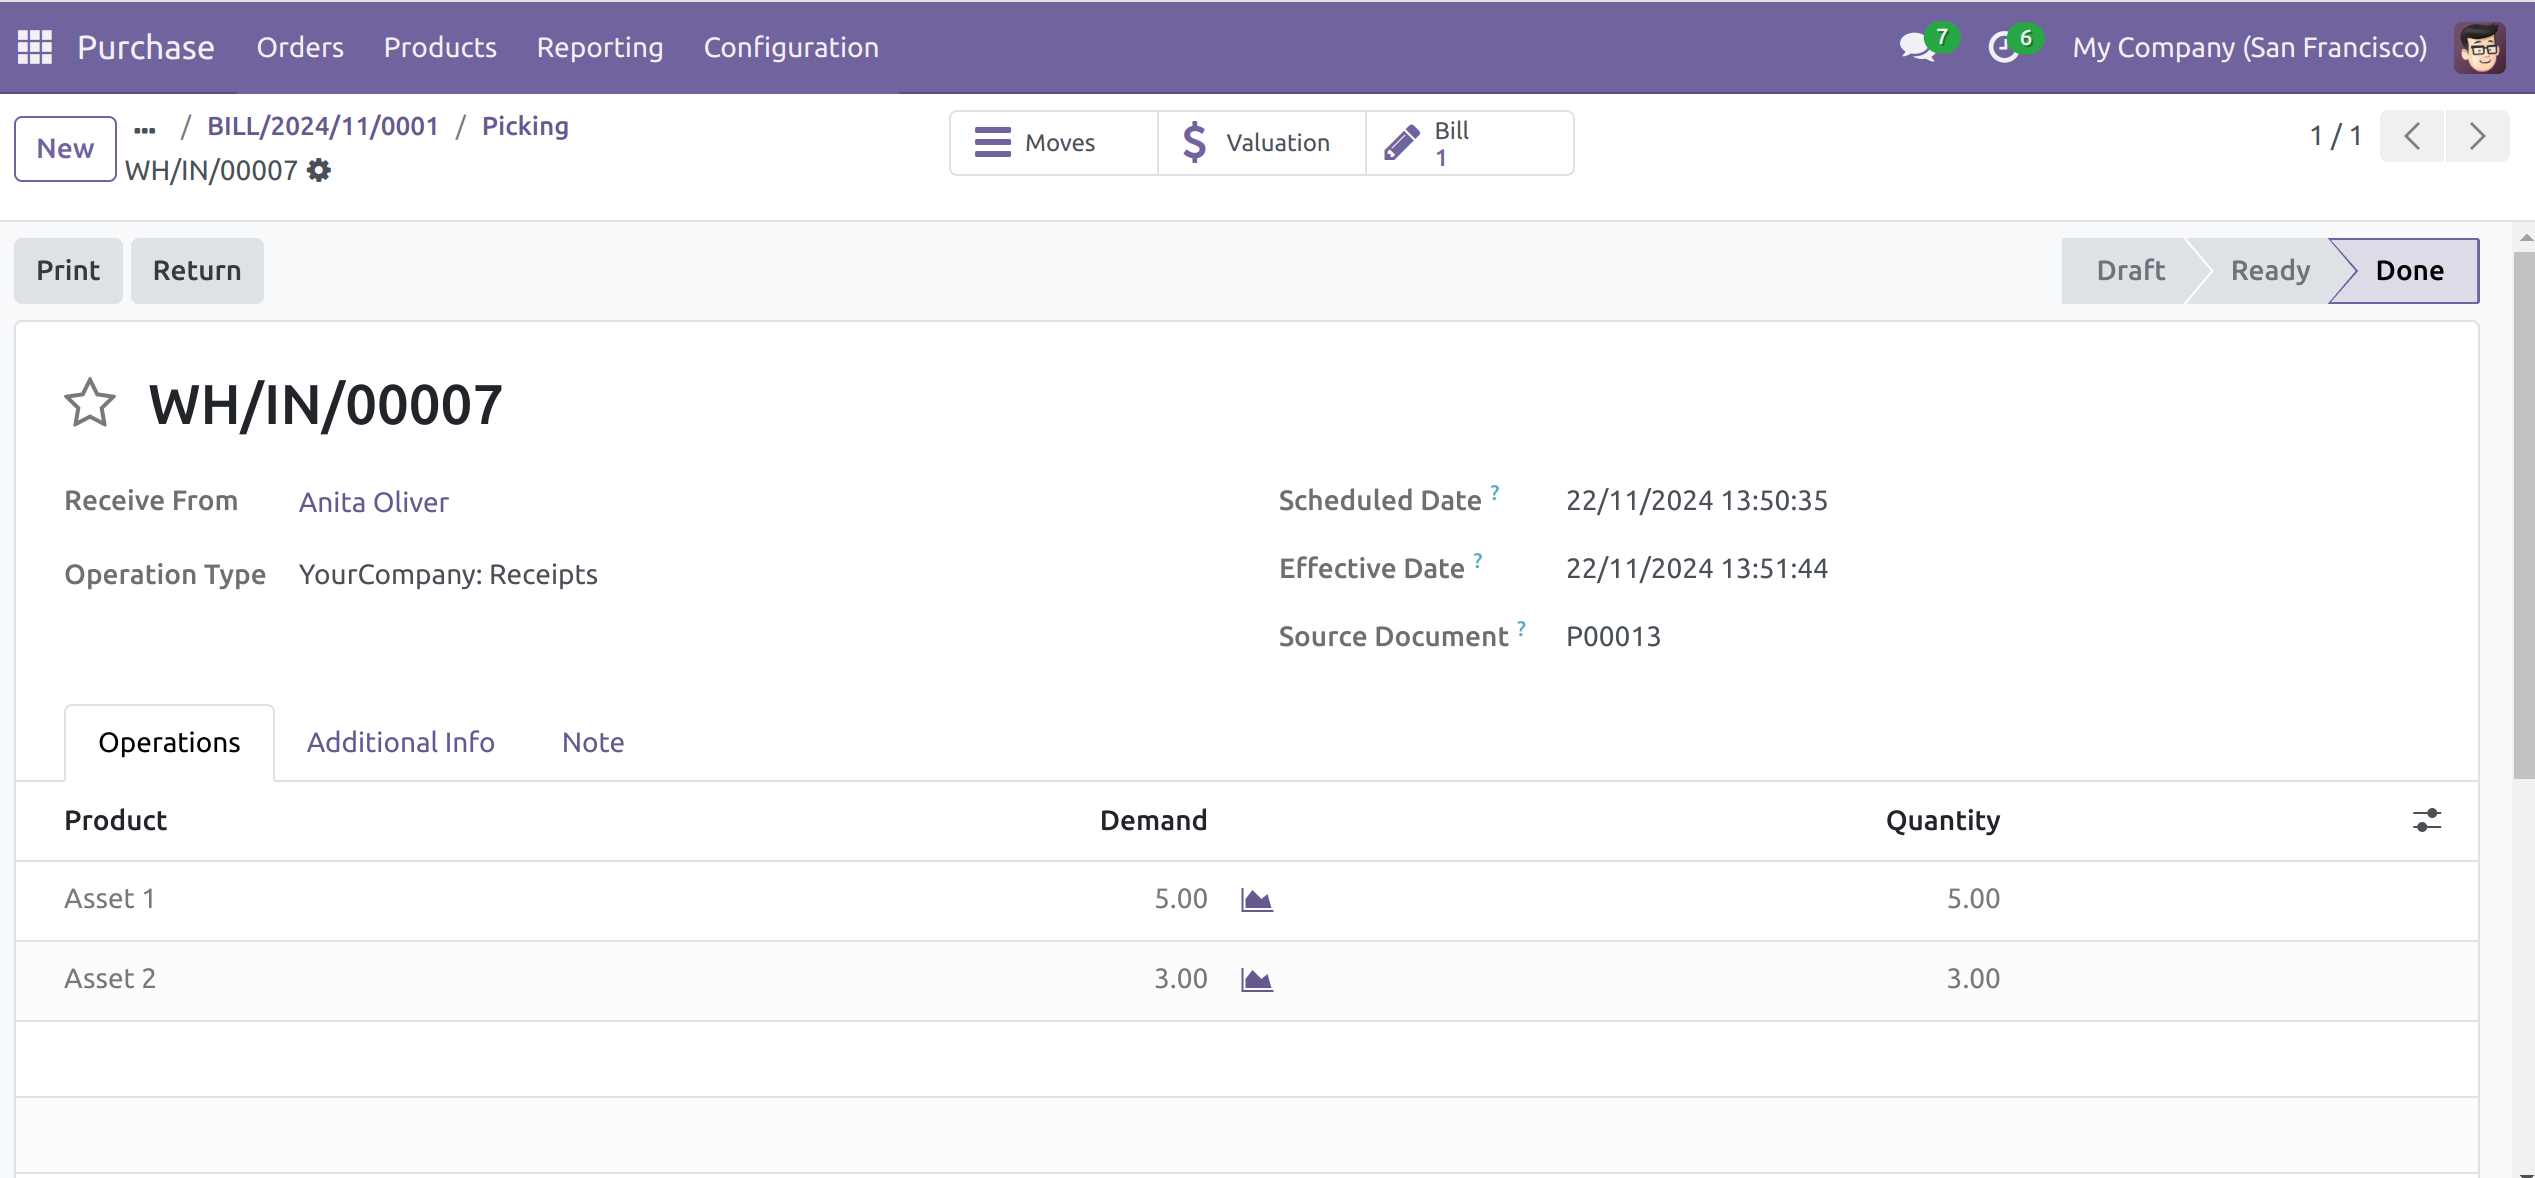 Purchase Orders Products Reporting Configuration 7 6 My Company (San Francisco)
New ... / BILL/2024/11/0001 / Picking
WH/IN/00007
Moves Valuation Bill 1
1 / 1
Print Return Draft Ready Done
WH/IN/00007
Receive From Anita Oliver
Operation Type YourCompany: Receipts
Scheduled Date ? 22/11/2024 13:50:35
Effective Date ? 22/11/2024 13:51:44
Source Document ? P00013
Operations Additional Info Note
Product Demand Quantity
Asset 1 5.00 5.00
Asset 2 3.00 3.00